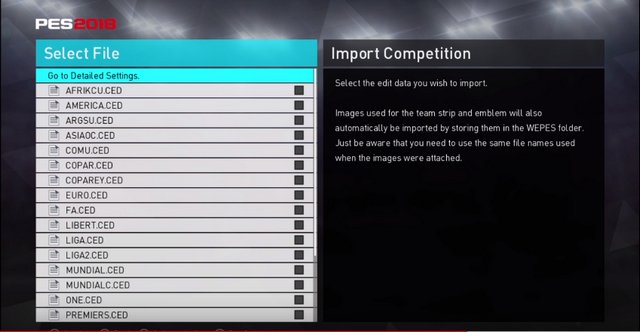 PES2018
Select File
Go to Detailed Settings.
AFRIKCU.CED
AMERICA.CED
ARGSU.CED
ASIAOC.CED
COMU.CED
COPAR.CED
COPAREY.CED
EURO.CED
FA.CED
LIBERT.CED
LIGA.CED
LIGA2.CED
MUNDIAL.CED
MUNDIALC.CED
ONE.CED
PREMIERS.CED
Import Competition
Select the edit data you wish to import.
Images used for the team strip and emblem will also
automatically be imported by storing them in the WEPES folder.
Just be aware that you need to use the same file names used
when the images were attached.